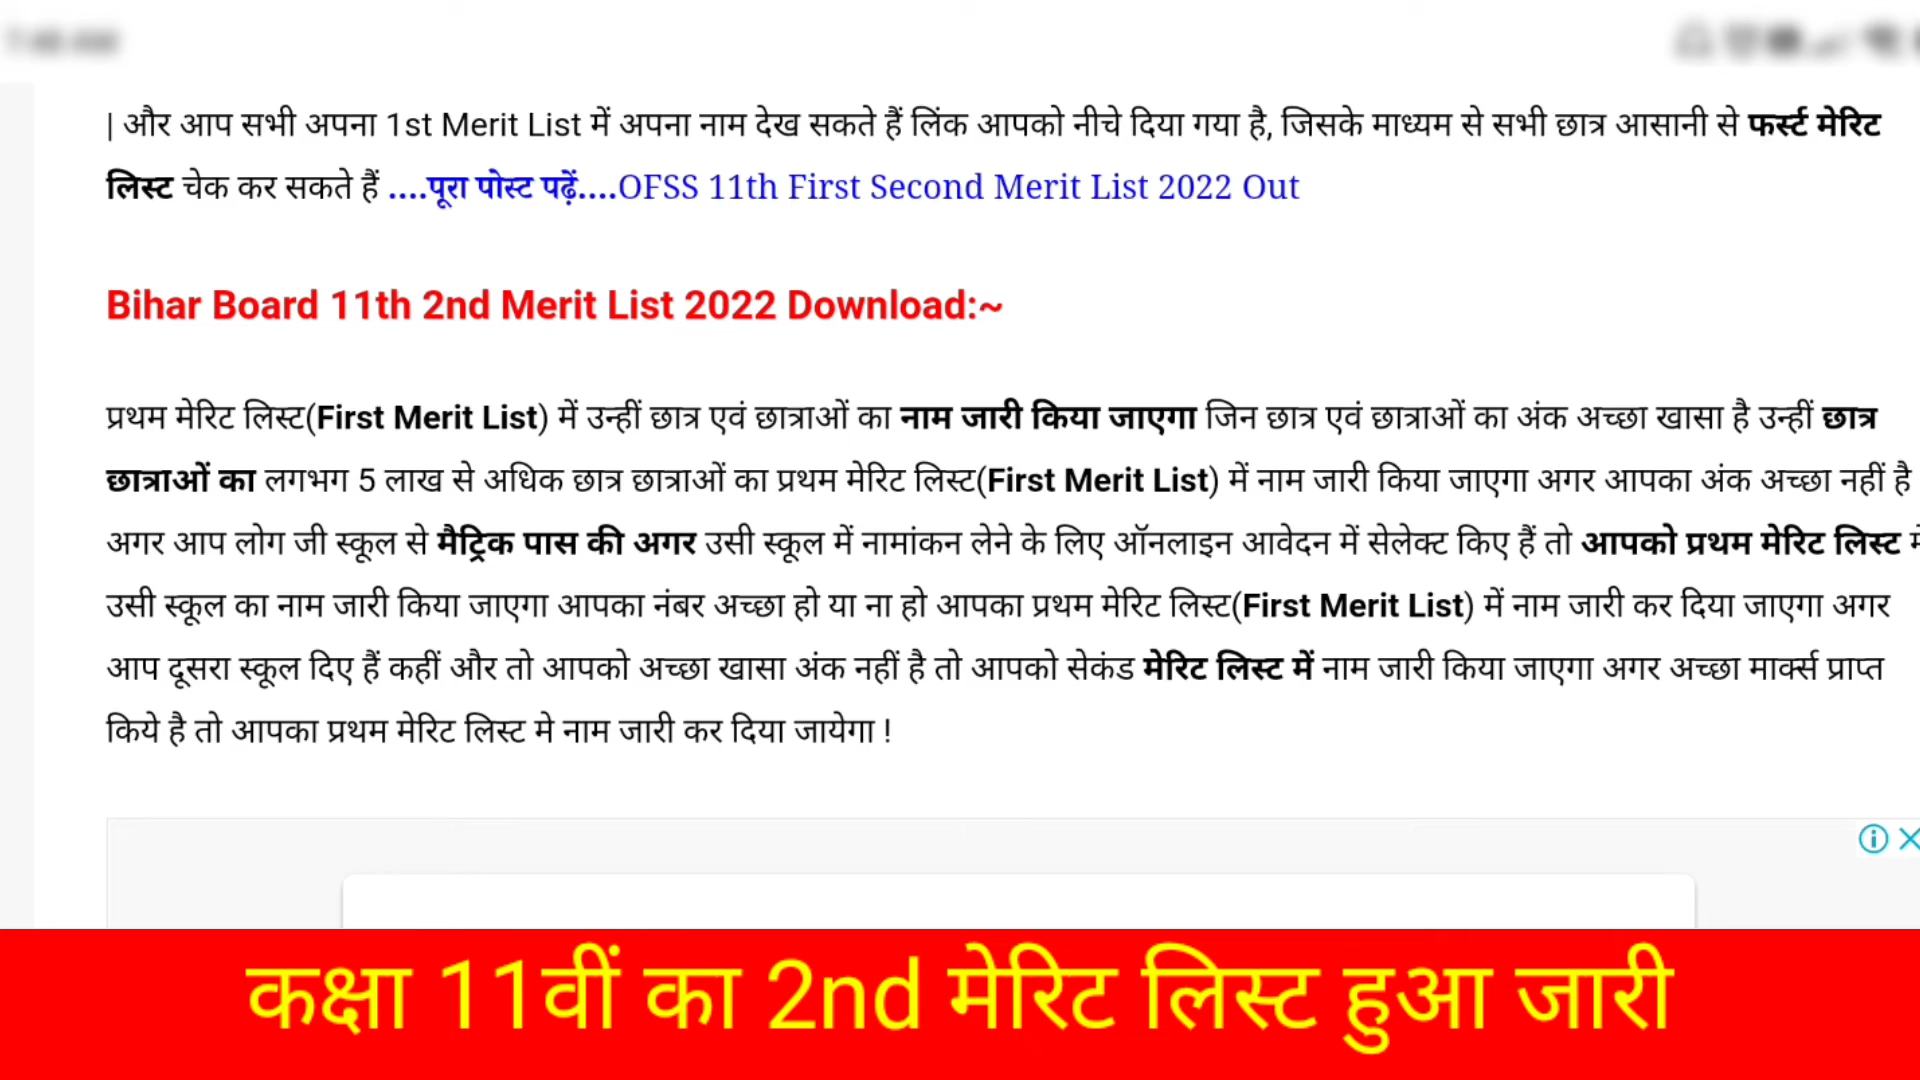 | और आप सभी अपना 1st Merit List में अपना नाम देख सकते हैं लिंक आपको नीचे दिया गया है, जिसके माध्यम से सभी छात्र आसानी से फर्स्ट मेरिट
लिस्ट चेक कर सकते हैं ....पूरा पोस्ट पढ़ें....OFSS 11th First Second Merit List 2022 Out
Bihar Board 11th 2nd Merit List 2022 Download:~
प्रथम मेरिट लिस्ट(First Merit List) में उन्हीं छात्र एवं छात्राओं का नाम जारी किया जाएगा जिन छात्र एवं छात्राओं का अंक अच्छा खासा है उन्हीं छात्र
छात्राओं का लगभग 5 लाख से अधिक छात्र छात्राओं का प्रथम मेरिट लिस्ट(First Merit List) में नाम जारी किया जाएगा अगर आपका अंक अच्छा नहीं है
अगर आप लोग जी स्कूल से मैट्रिक पास की अगर उसी स्कूल में नामांकन लेने के लिए ऑनलाइन आवेदन में सेलेक्ट किए हैं तो आपको प्रथम मेरिट लिस्ट
उसी स्कूल का नाम जारी किया जाएगा आपका नंबर अच्छा हो या ना हो आपका प्रथम मेरिट लिस्ट(First Merit List) में नाम जारी कर दिया जाएगा अगर
आप दूसरा स्कूल दिए हैं कहीं और तो आपको अच्छा खासा अंक नहीं है तो आपको सेकंड मेरिट लिस्ट में नाम जारी किया जाएगा अगर अच्छा मार्क्स प्राप्त
किये है तो आपका प्रथम मेरिट लिस्ट मे नाम जारी कर दिया जायेगा !
कक्षा 11वीं का 2nd मेरिट लिस्ट हुआ जारी